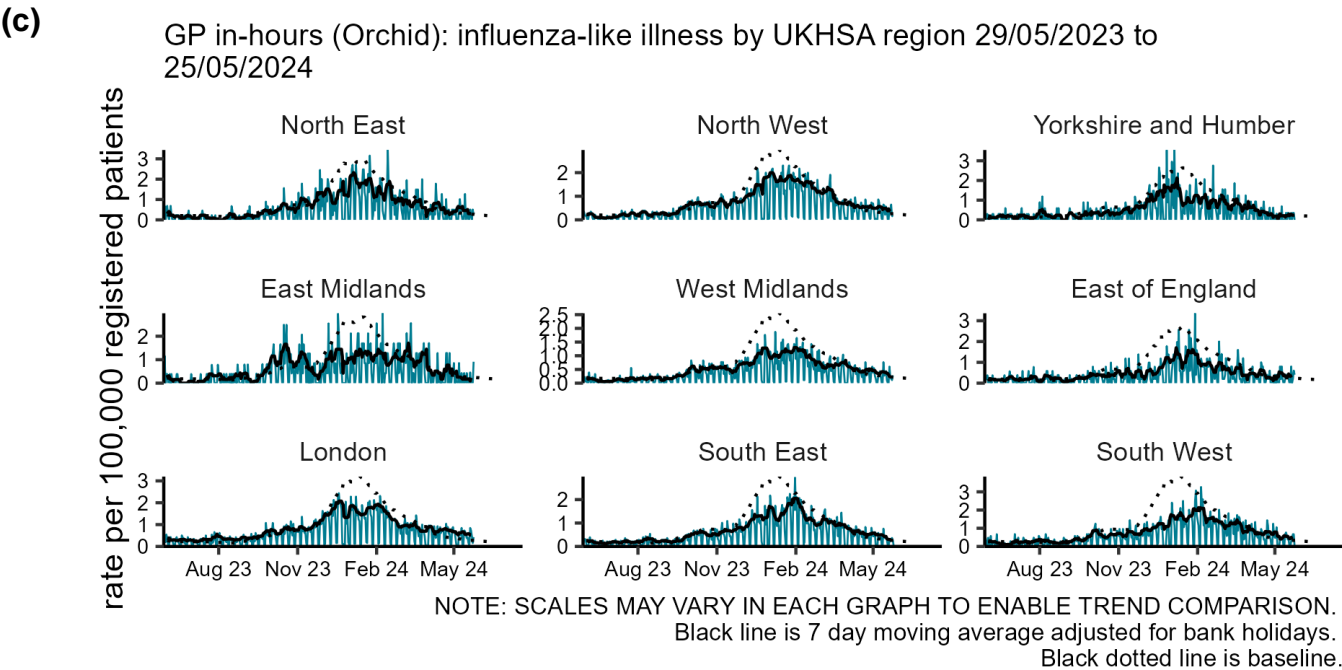 (c)
GP in-hours (Orchid): influenza-like illness by UKHSA region 29/05/2023 to
25/05/2024
rate per 100,000 registered patients
North East
3
2
1
0
North West
2
1
0
Yorkshire and Humber
3
2
1
0
East Midlands
2
1
0
West Midlands
2.5
2.0
1.5
1.0
0.5
0.0
East of England
3
2
1
0
London
3
2
1
0
Aug 23 Nov 23 Feb 24 May 24
South East
2
1
0
Aug 23 Nov 23 Feb 24 May 24
South West
3
2
1
0
Aug 23 Nov 23 Feb 24 May 24
NOTE: SCALES MAY VARY IN EACH GRAPH TO ENABLE TREND COMPARISON.
Black line is 7 day moving average adjusted for bank holidays.
Black dotted line is baseline.